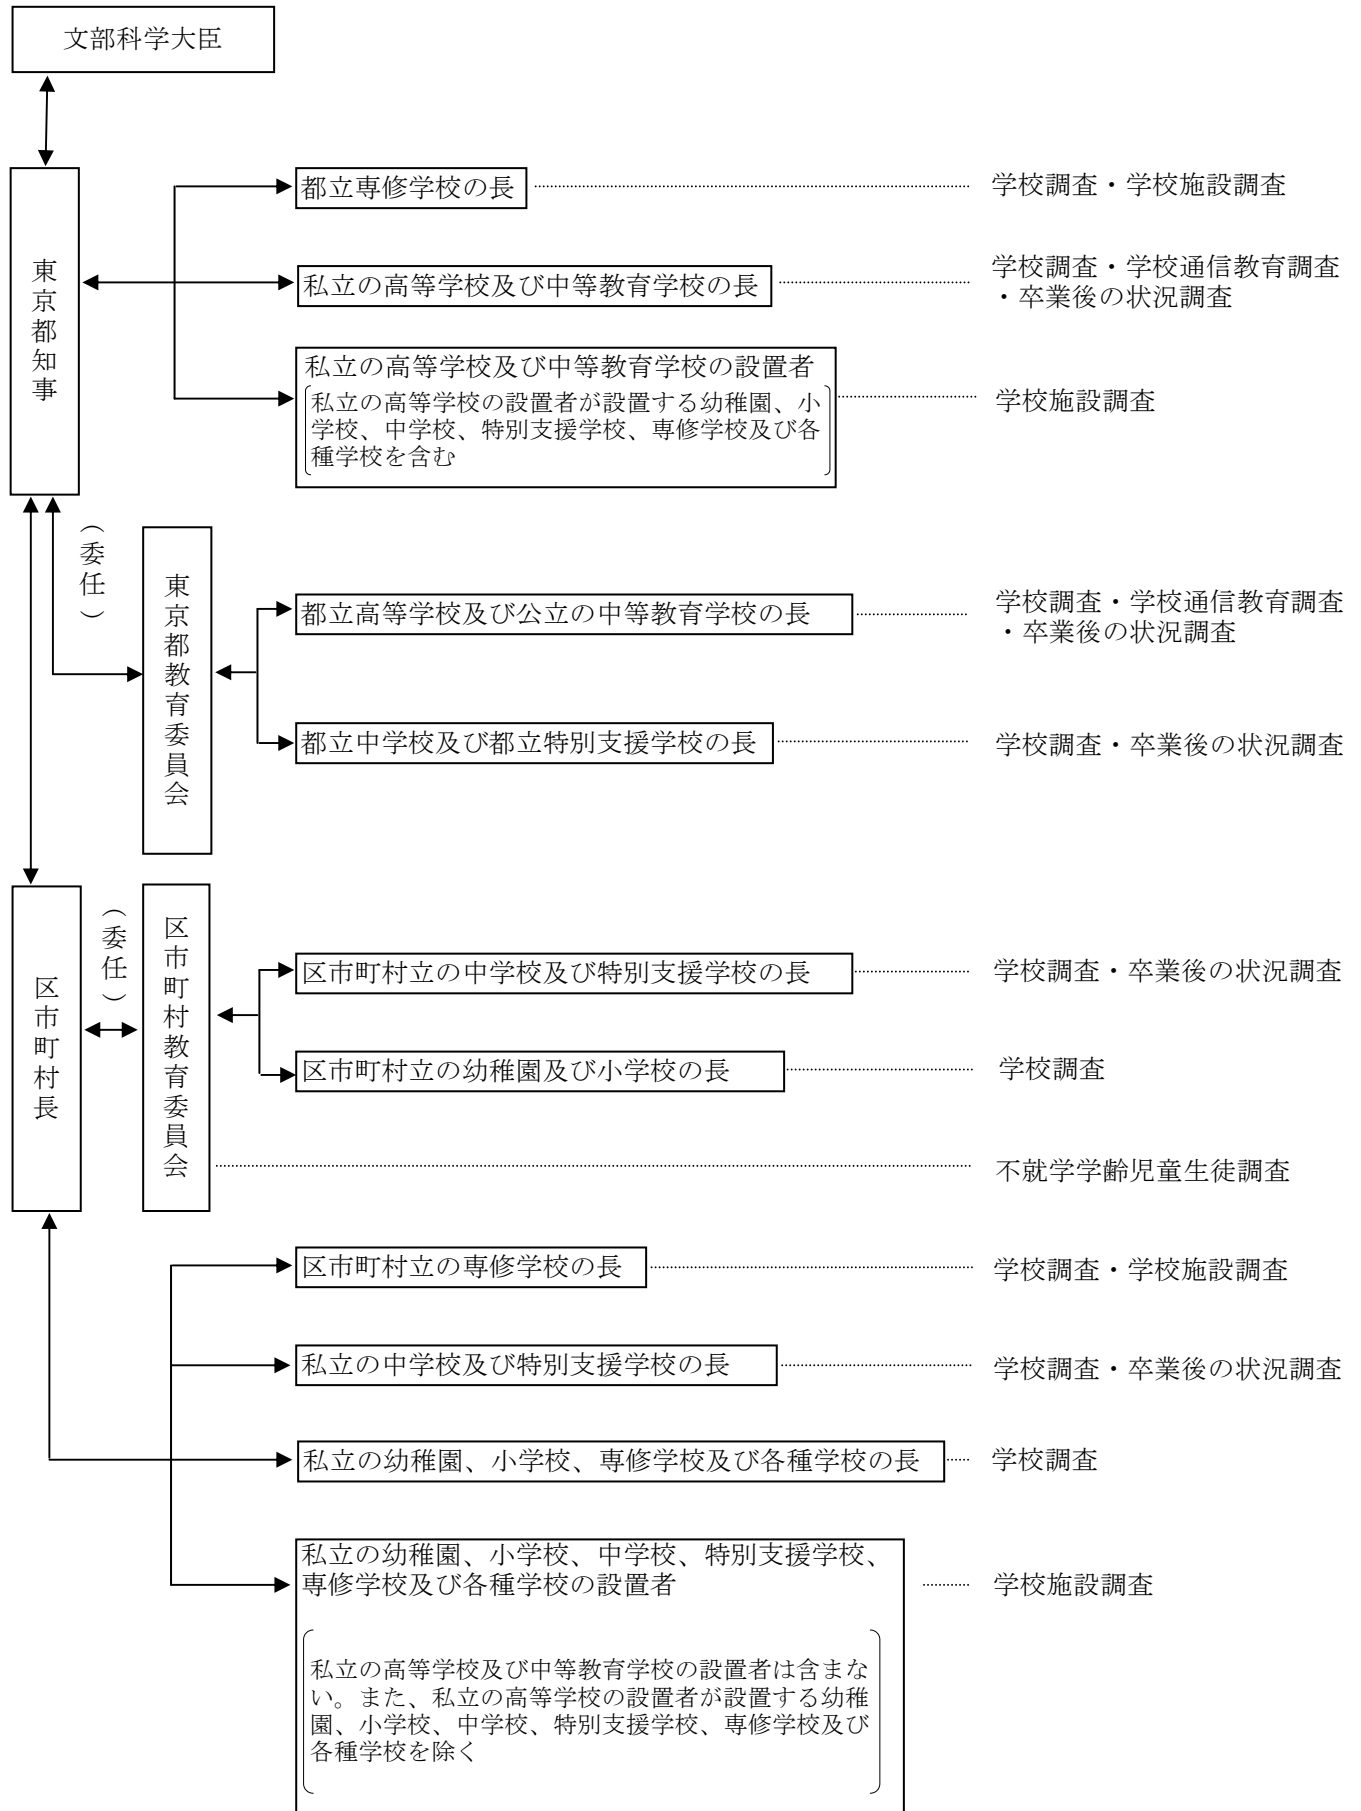 文部科学大臣
東京都知事
都立専修学校の長
学校調査・学校施設調査
私立の高等学校及び中等教育学校の長
学校調査・学校通信教育調査
・卒業後の状況調査
私立の高等学校及び中等教育学校の設置者
私立の高等学校の設置者が設置する幼稚園、小
学校、中学校、特別支援学校、専修学校及び各
種学校を含む
学校施設調査
（委任）
東京都教育委員会
都立高等学校及び公立の中等教育学校の長
学校調査・学校通信教育調査
・卒業後の状況調査
都立中学校及び都立特別支援学校の長
学校調査・卒業後の状況調査
区市町村長
（委任）
区市町村教育委員会
区市町村立の中学校及び特別支援学校の長
学校調査・卒業後の状況調査
区市町村立の幼稚園及び小学校の長
学校調査
不就学学齢児童生徒調査
区市町村立の専修学校の長
学校調査・学校施設調査
私立の中学校及び特別支援学校の長
学校調査・卒業後の状況調査
私立の幼稚園、小学校、専修学校及び各種学校の長
学校調査
私立の幼稚園、小学校、中学校、特別支援学校、
専修学校及び各種学校の設置者
学校施設調査
私立の高等学校及び中等教育学校の設置者は含まな
い。また、私立の高等学校の設置者が設置する幼稚
園、小学校、中学校、特別支援学校、専修学校及び
各種学校を除く